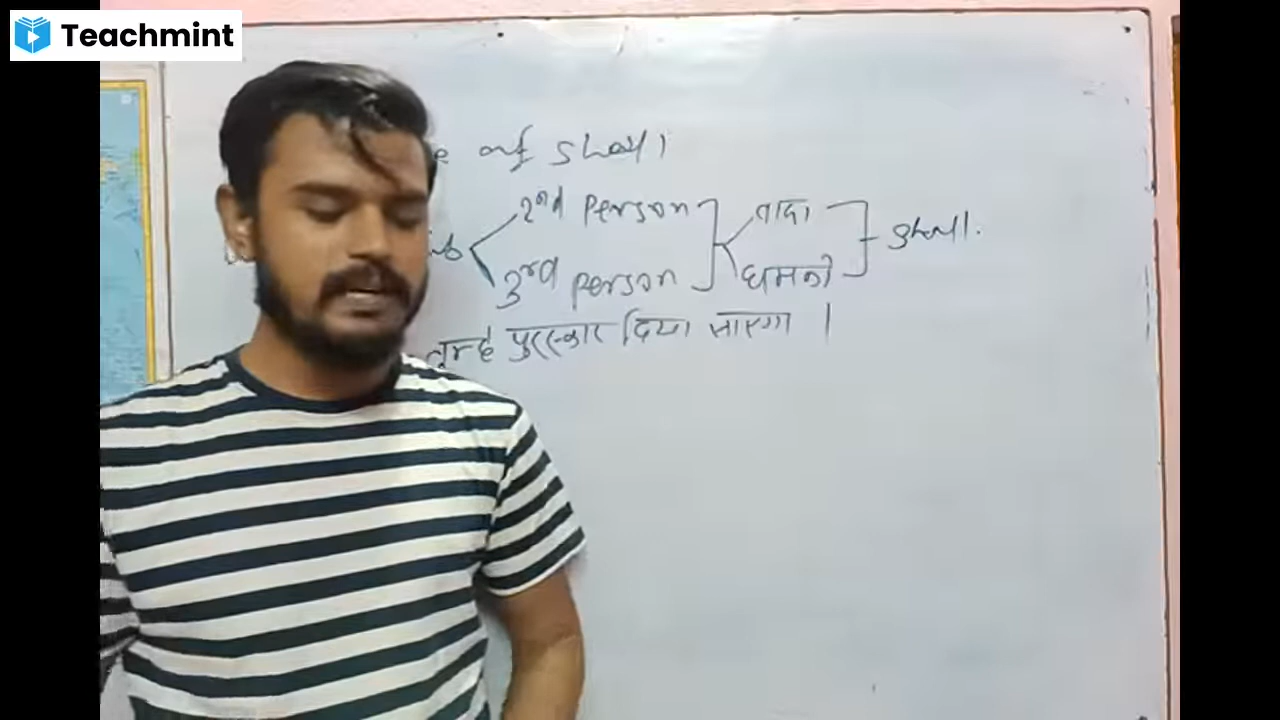 Teachmint
e of shall
2nd person
वादा
3rd person
धमकी
shall.
तुम्हे पुरस्कार दिया जाएगा |